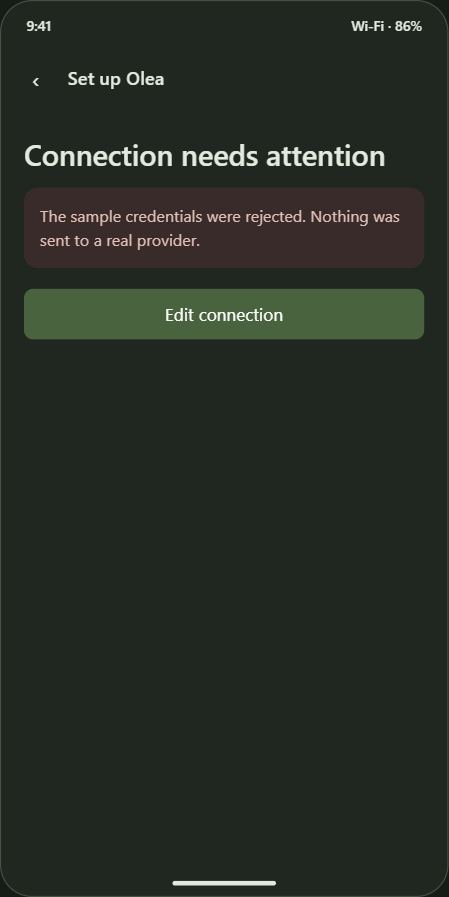 9:41
Wi-Fi · 86%
‹ Set up Olea
Connection needs attention
The sample credentials were rejected. Nothing was
sent to a real provider.
Edit connection